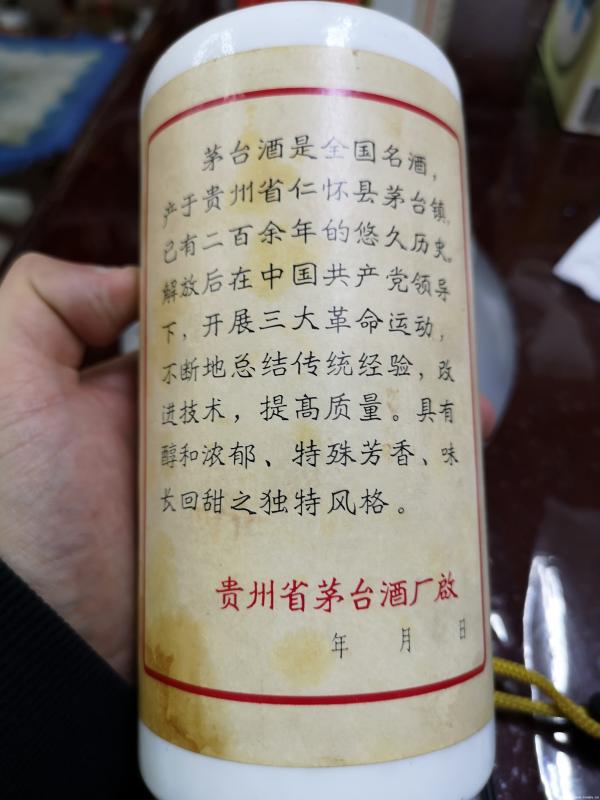 茅台酒是全国名酒，
产于贵州省仁怀县茅台镇，
已有二百余年的悠久历史。
解放后在中国共产党领导
下，开展三大革命运动，
不断地总结传统经验，改
进技术，提高质量。具有
醇和浓郁、特殊芳香、味
长回甜之独特风格。
贵州省茅台酒厂啟
年 月 日